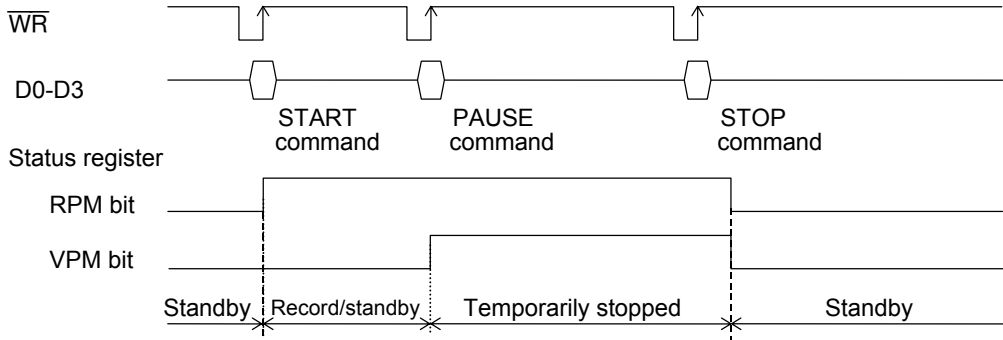 WR
D0-D3
START
command
PAUSE
command
STOP
command
Status register
RPM bit
VPM bit
Standby
Record/standby
Temporarily stopped
Standby